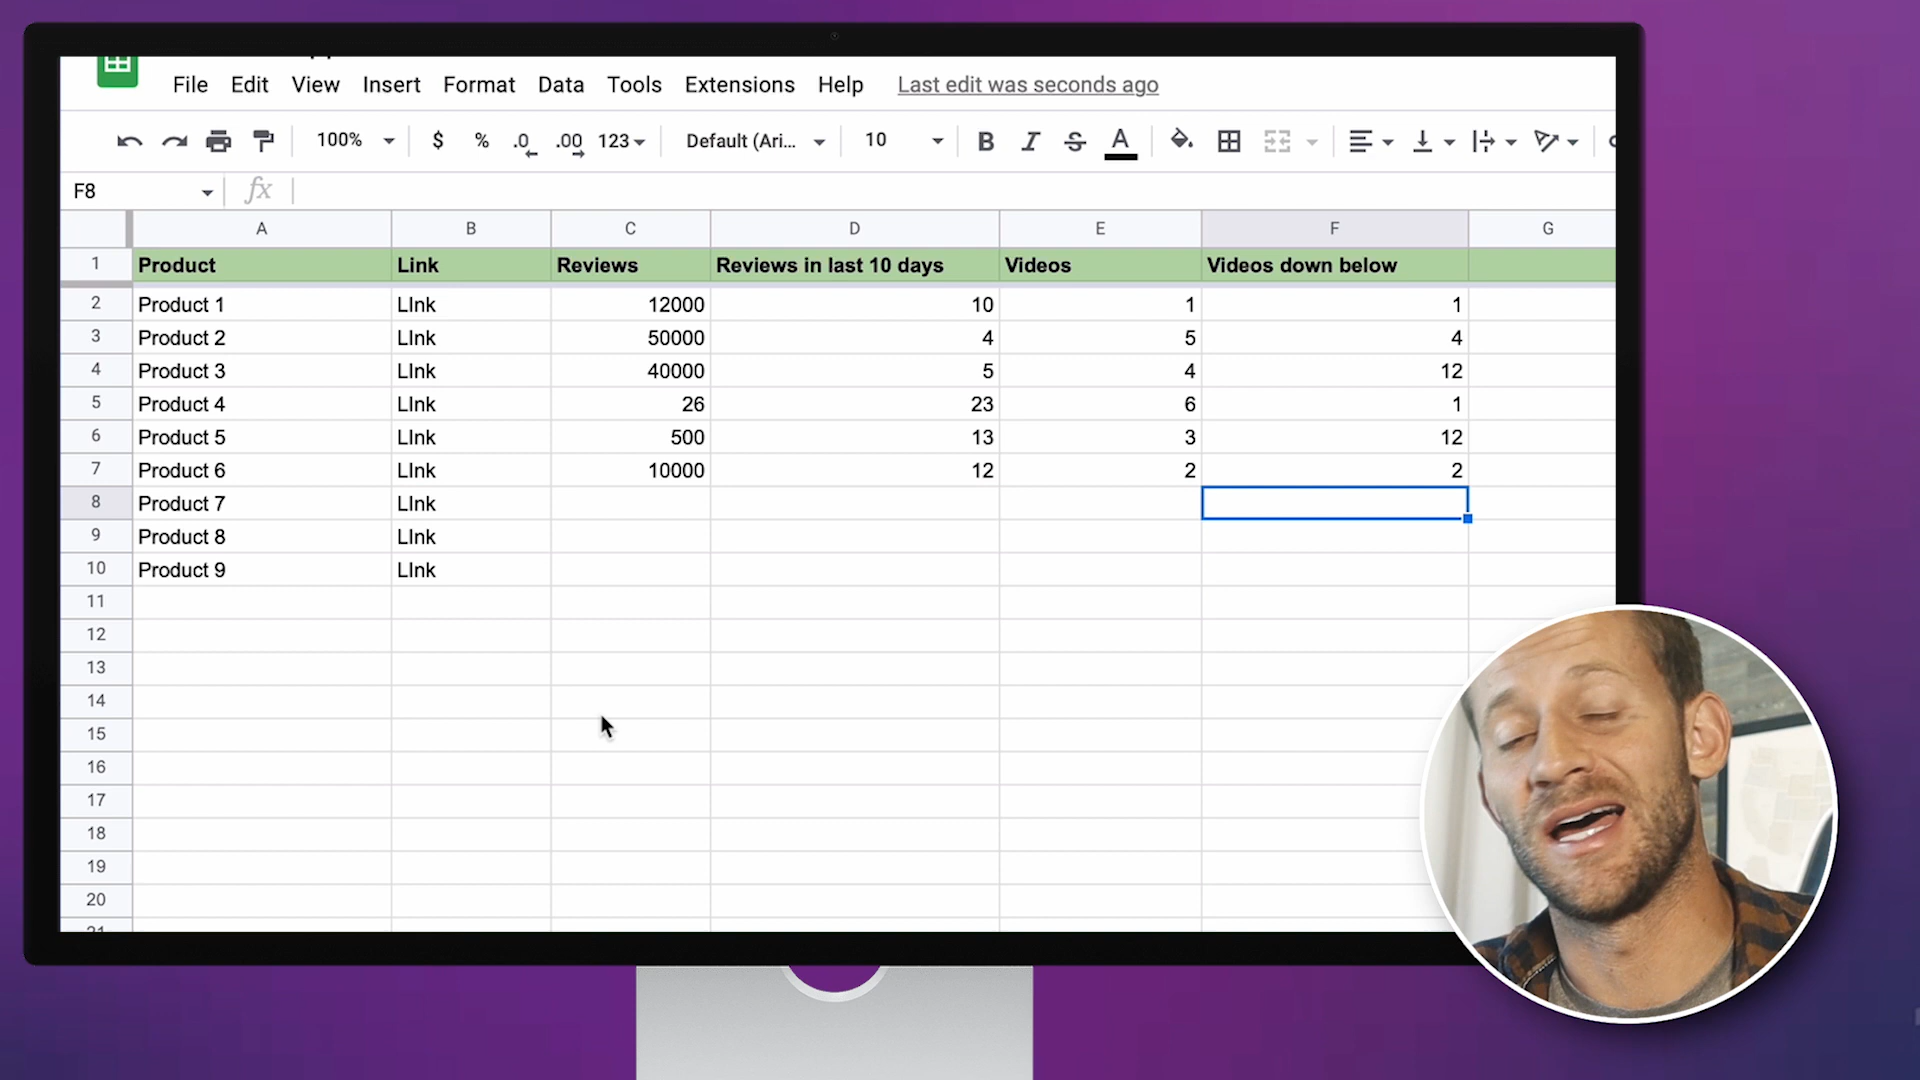 File Edit View Insert Format Data Tools Extensions Help Last edit was seconds ago
100% $ % .0 .00 123 Default (Ari... 10 B I S A
F8 fx
A B C D E F G
1 Product Link Reviews Reviews in last 10 days Videos Videos down below
2 Product 1 LInk 12000 10 1 1
3 Product 2 LInk 50000 4 5 4
4 Product 3 LInk 40000 5 4 12
5 Product 4 LInk 26 23 6 1
6 Product 5 LInk 500 13 3 12
7 Product 6 LInk 10000 12 2 2
8 Product 7 LInk
9 Product 8 LInk
10 Product 9 LInk
11
12
13
14
15
16
17
18
19
20